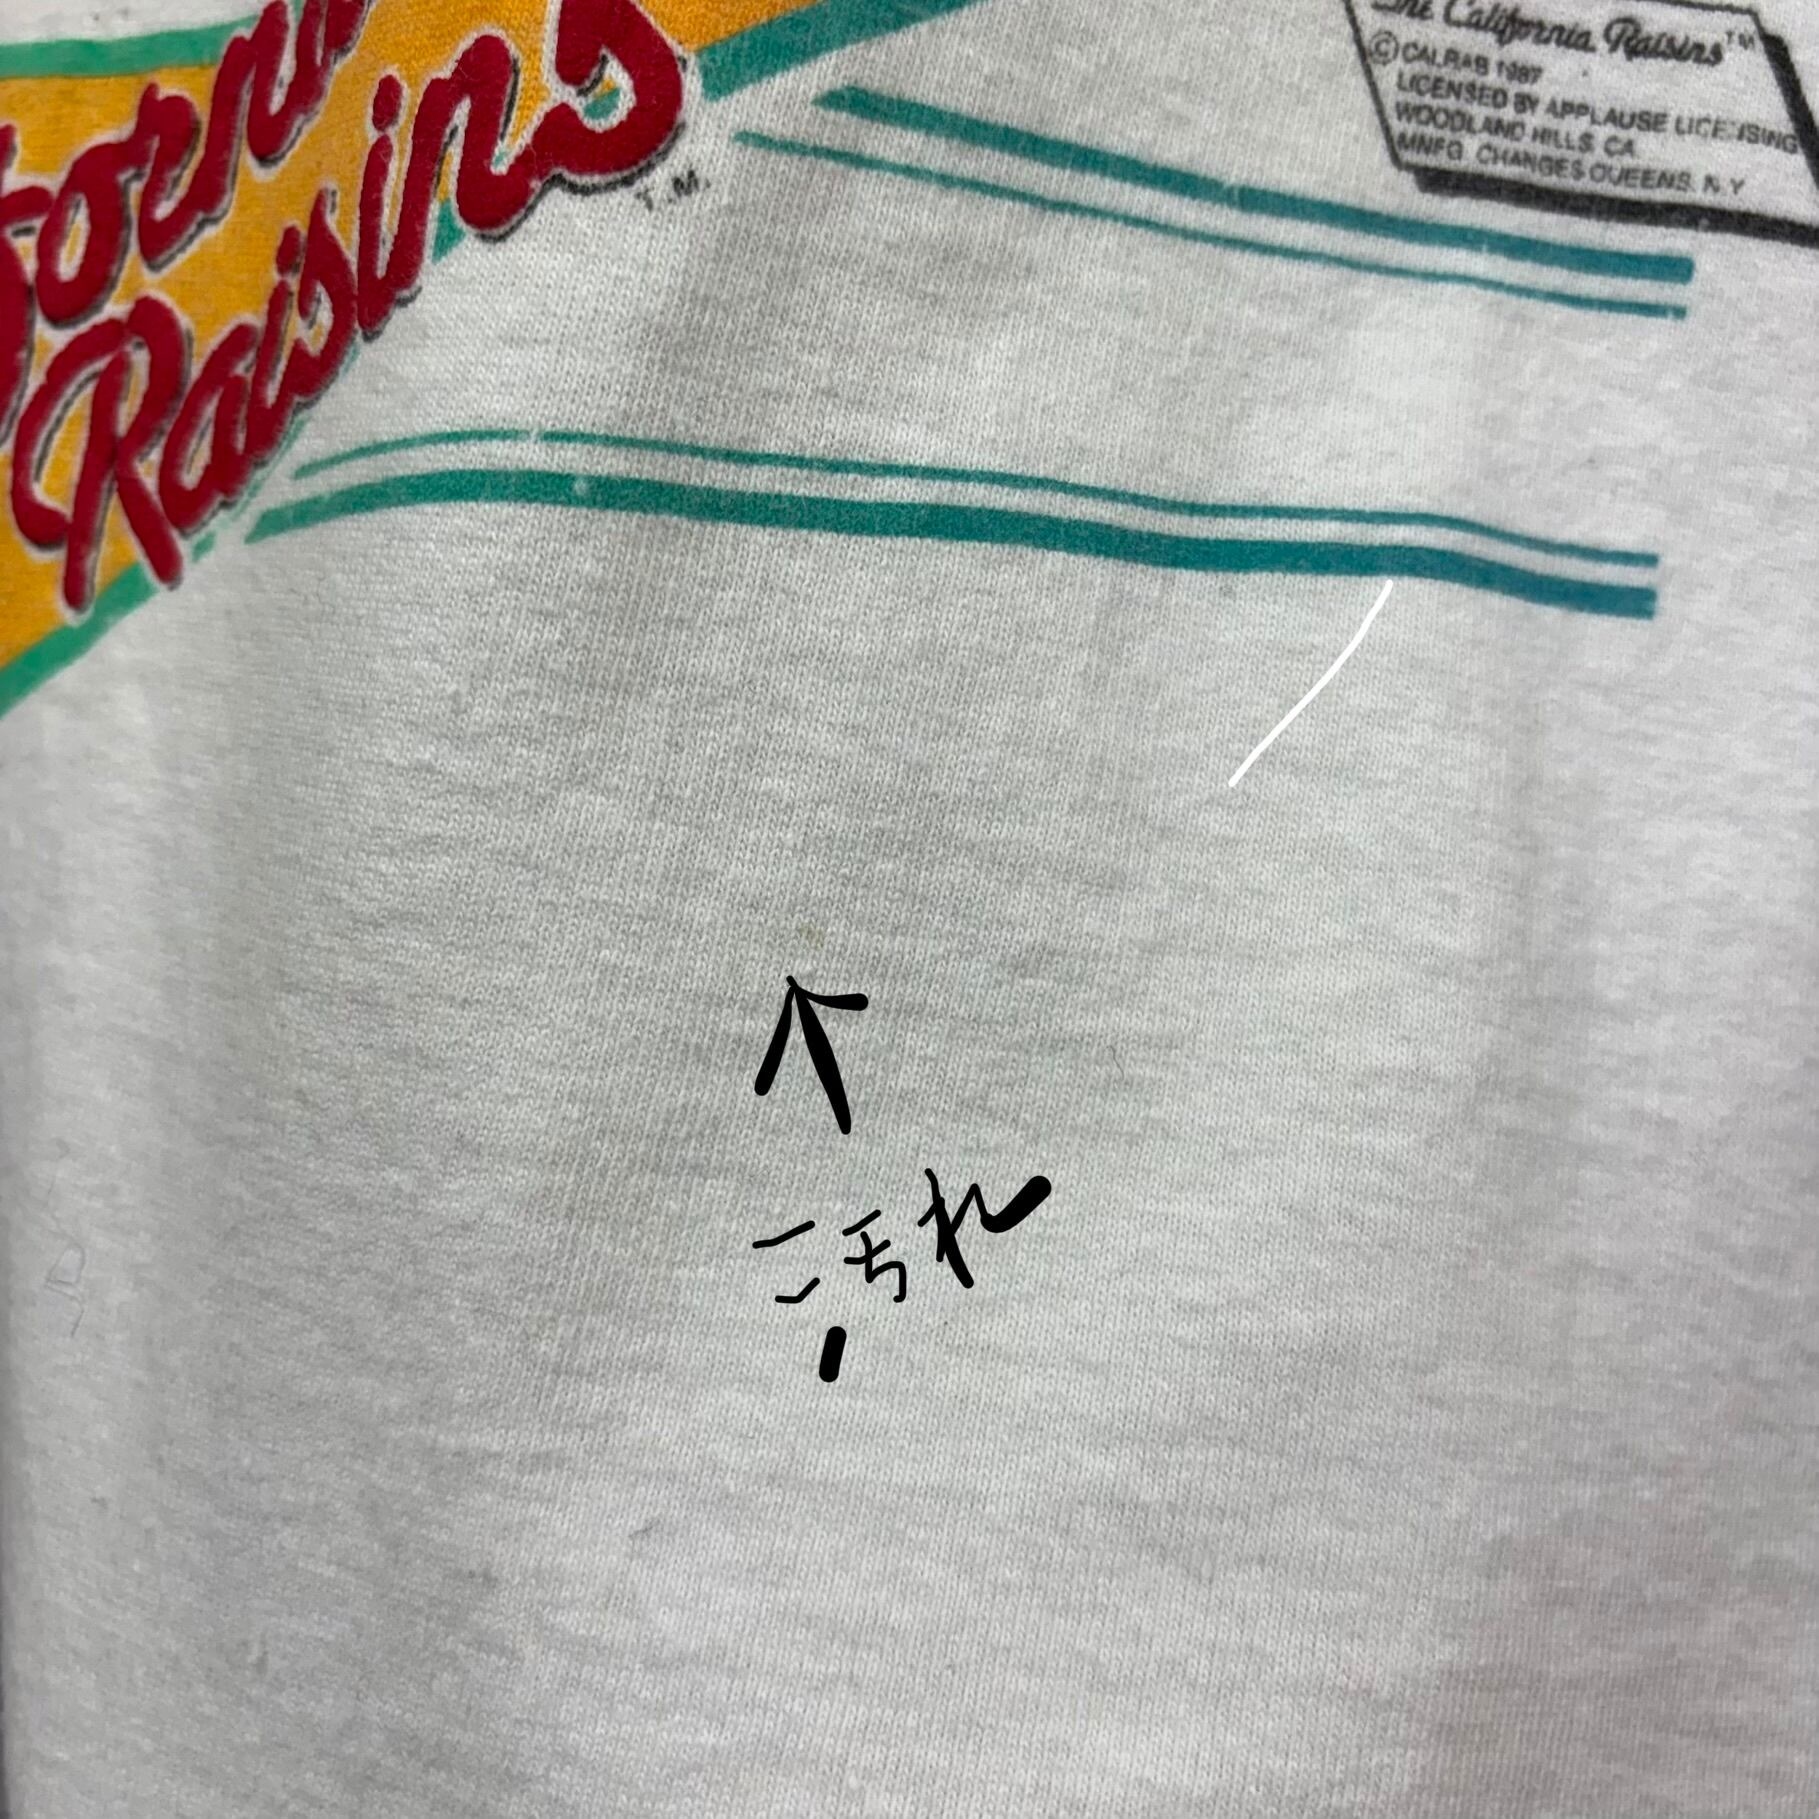 The California Raisins™
©CALRAB 1987
LICENSED BY APPLAUSE LICENSING
WOODLAND HILLS, CA
MNFG. CHANGES QUEENS, N.Y
Raisins
T.M.
汚れ